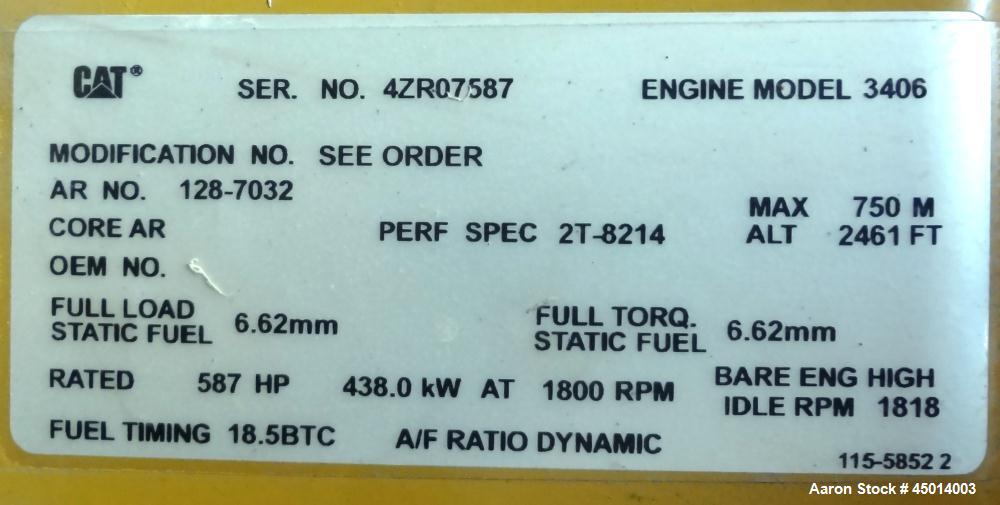 CAT® SER. NO. 4ZR07587 ENGINE MODEL 3406
MODIFICATION NO. SEE ORDER
AR NO. 128-7032
MAX 750 M
CORE AR PERF SPEC 2T-8214 ALT 2461 FT
OEM NO.
FULL LOAD
STATIC FUEL 6.62mm
FULL TORQ.
STATIC FUEL 6.62mm
RATED 587 HP 438.0 kW AT 1800 RPM
BARE ENG HIGH
IDLE RPM 1818
FUEL TIMING 18.5BTC A/F RATIO DYNAMIC
115-5852 2
Aaron Stock # 45014003